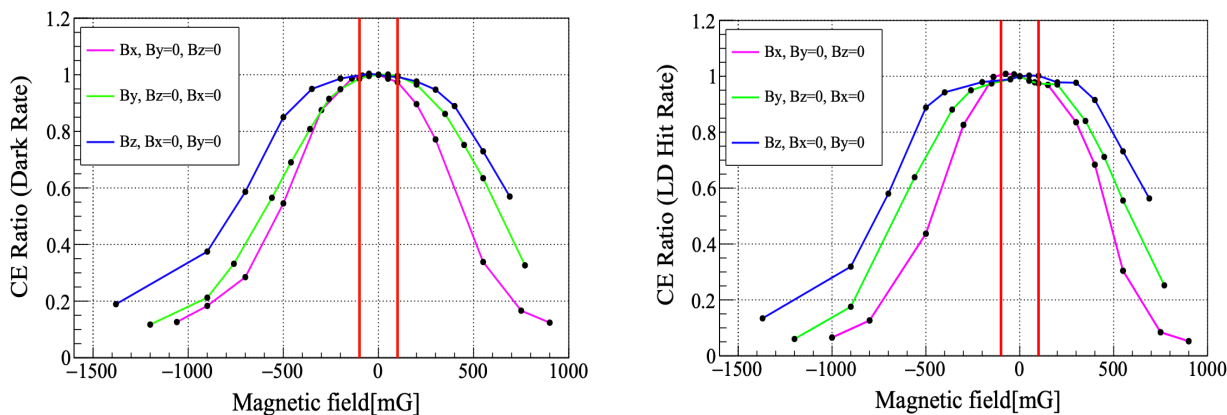 CE Ratio (Dark Rate)
1.2
1
0.8
0.6
0.4
0.2
0
Bx, By=0, Bz=0
By, Bz=0, Bx=0
Bz, Bx=0, By=0
−1500 −1000 −500 0 500 1000
Magnetic field[mG]
CE Ratio (LD Hit Rate)
1.2
1
0.8
0.6
0.4
0.2
0
Bx, By=0, Bz=0
By, Bz=0, Bx=0
Bz, Bx=0, By=0
−1500 −1000 −500 0 500 1000
Magnetic field[mG]